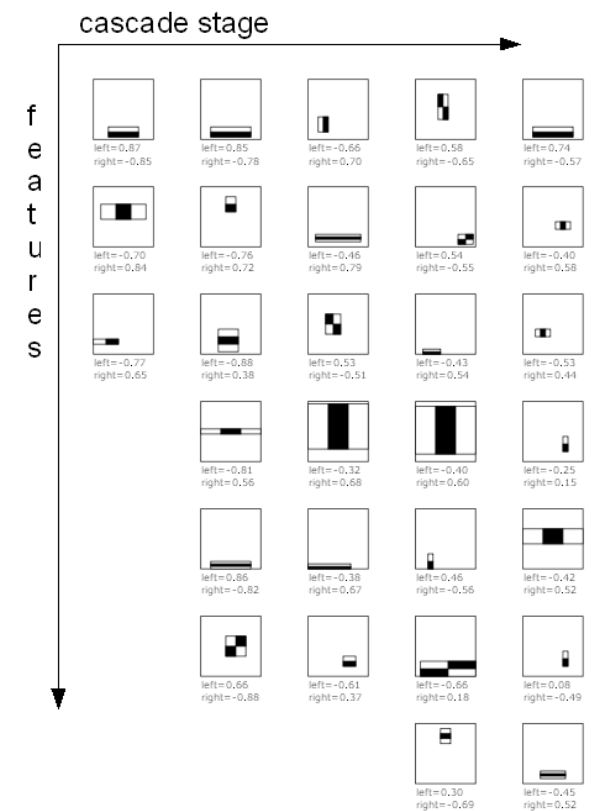 cascade stage
features
left=0.87
right=-0.85
left=0.85
right=-0.78
left=-0.66
right=0.70
left=0.58
right=-0.65
left=0.74
right=-0.57
left=-0.70
right=0.84
left=-0.76
right=0.72
left=-0.46
right=0.79
left=0.54
right=-0.55
left=-0.40
right=0.58
left=-0.77
right=0.65
left=-0.88
right=0.38
left=0.53
right=-0.51
left=-0.43
right=0.54
left=-0.53
right=0.44
left=-0.81
right=0.56
left=-0.32
right=0.68
left=-0.40
right=0.60
left=-0.25
right=0.15
left=0.86
right=-0.82
left=-0.38
right=0.67
left=0.46
right=-0.56
left=-0.42
right=0.52
left=0.66
right=-0.88
left=-0.61
right=0.37
left=-0.66
right=0.18
left=0.08
right=-0.49
left=0.30
right=-0.69
left=-0.45
right=0.52